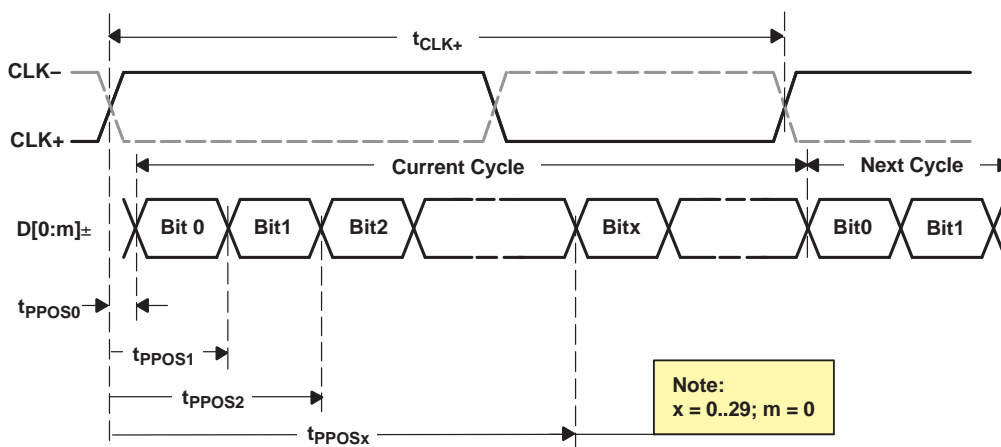 tCLK+
CLK–
CLK+
Current Cycle
Next Cycle
D[0:m]±
Bit 0
Bit1
Bit2
Bitx
Bit0
Bit1
tPPOS0
tPPOS1
tPPOS2
tPPOSx
Note:
x = 0..29; m = 0